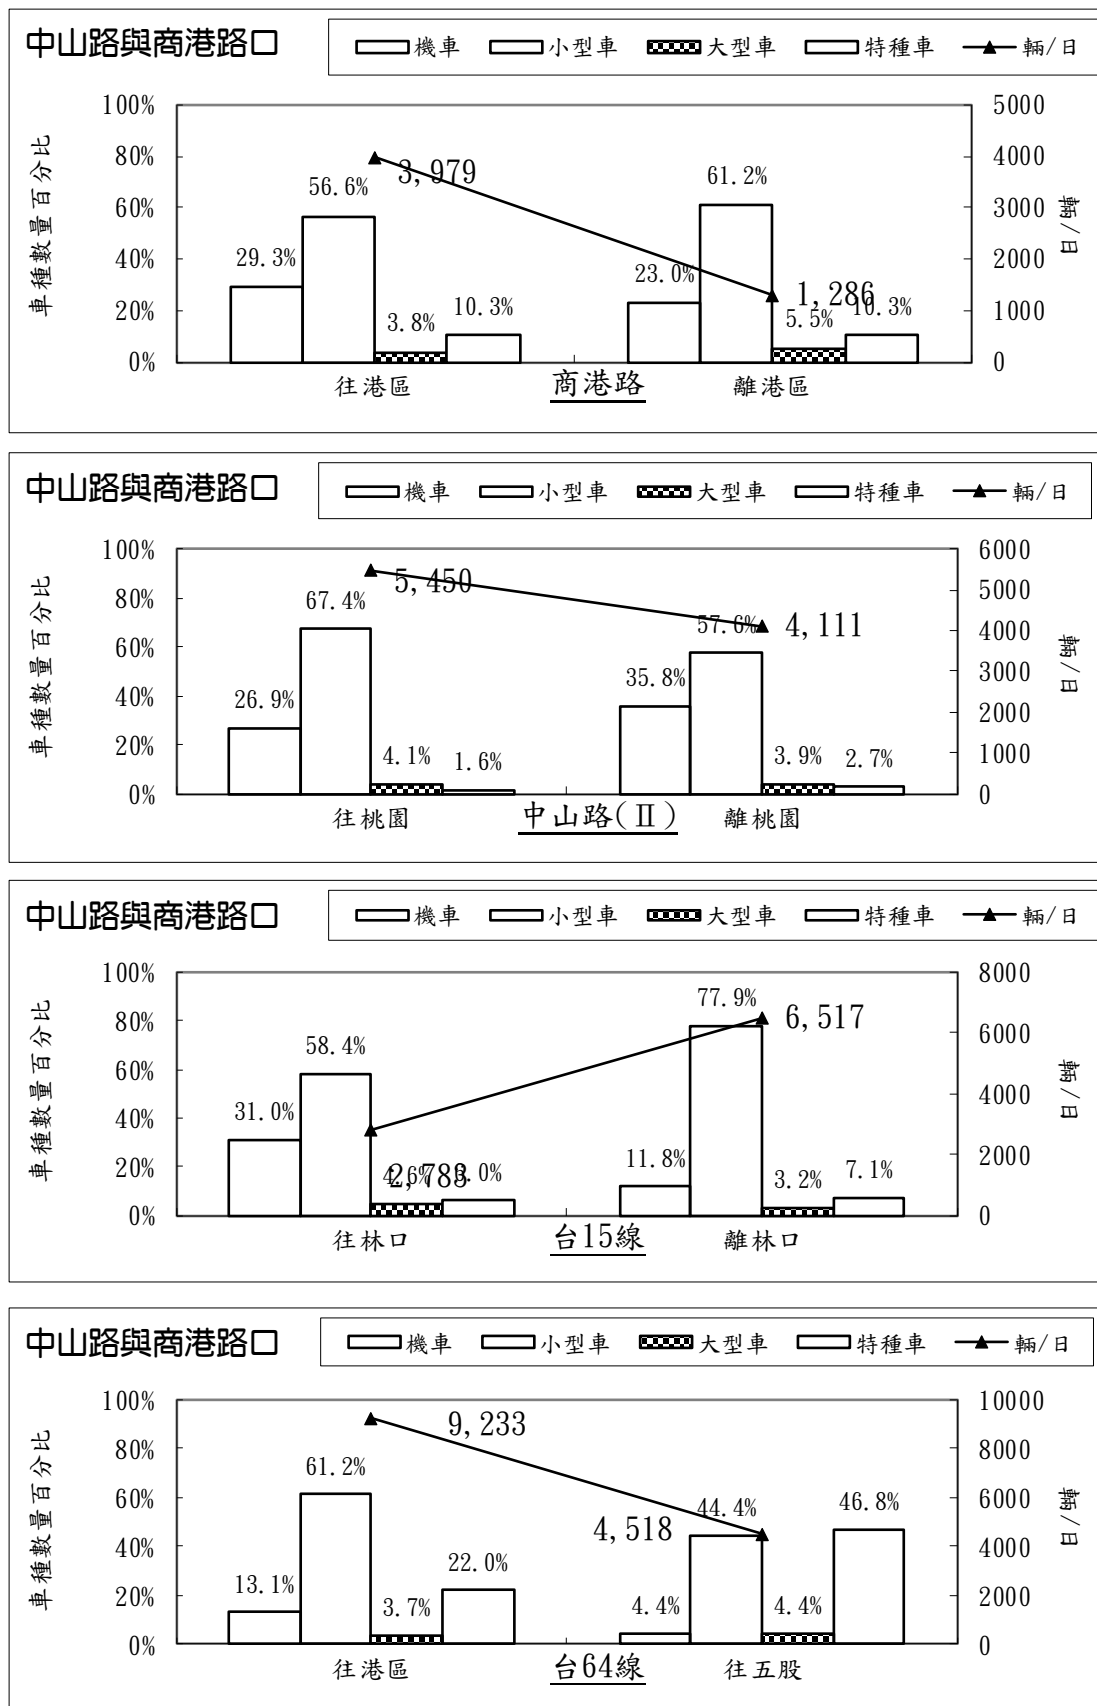 中山路與商港路口
機車 小型車 大型車 特種車 輛/日
車種數量百分比
輛/日
100% 5000
80% 4000
60% 3000
40% 2000
20% 1000
0% 0
29.3% 56.6% 3.8% 10.3% 3,979
23.0% 61.2% 5.5% 10.3% 1,286
往港區 商港路 離港區
中山路與商港路口
機車 小型車 大型車 特種車 輛/日
車種數量百分比
輛/日
100% 6000
80% 5000
60% 4000
40% 3000
20% 2000
0% 1000
0
26.9% 67.4% 4.1% 1.6% 5,450
35.8% 57.6% 3.9% 2.7% 4,111
往桃園 中山路(Ⅱ) 離桃園
中山路與商港路口
機車 小型車 大型車 特種車 輛/日
車種數量百分比
輛/日
100% 8000
80% 6000
60% 4000
40% 2000
20% 0
0%
31.0% 58.4% 4.6% 2,783
11.8% 77.9% 3.2% 7.1% 6,517
往林口 台15線 離林口
中山路與商港路口
機車 小型車 大型車 特種車 輛/日
車種數量百分比
輛/日
100% 10000
80% 8000
60% 6000
40% 4000
20% 2000
0% 0
13.1% 61.2% 3.7% 22.0% 9,233
4.4% 44.4% 4.4% 46.8% 4,518
往港區 台64線 往五股